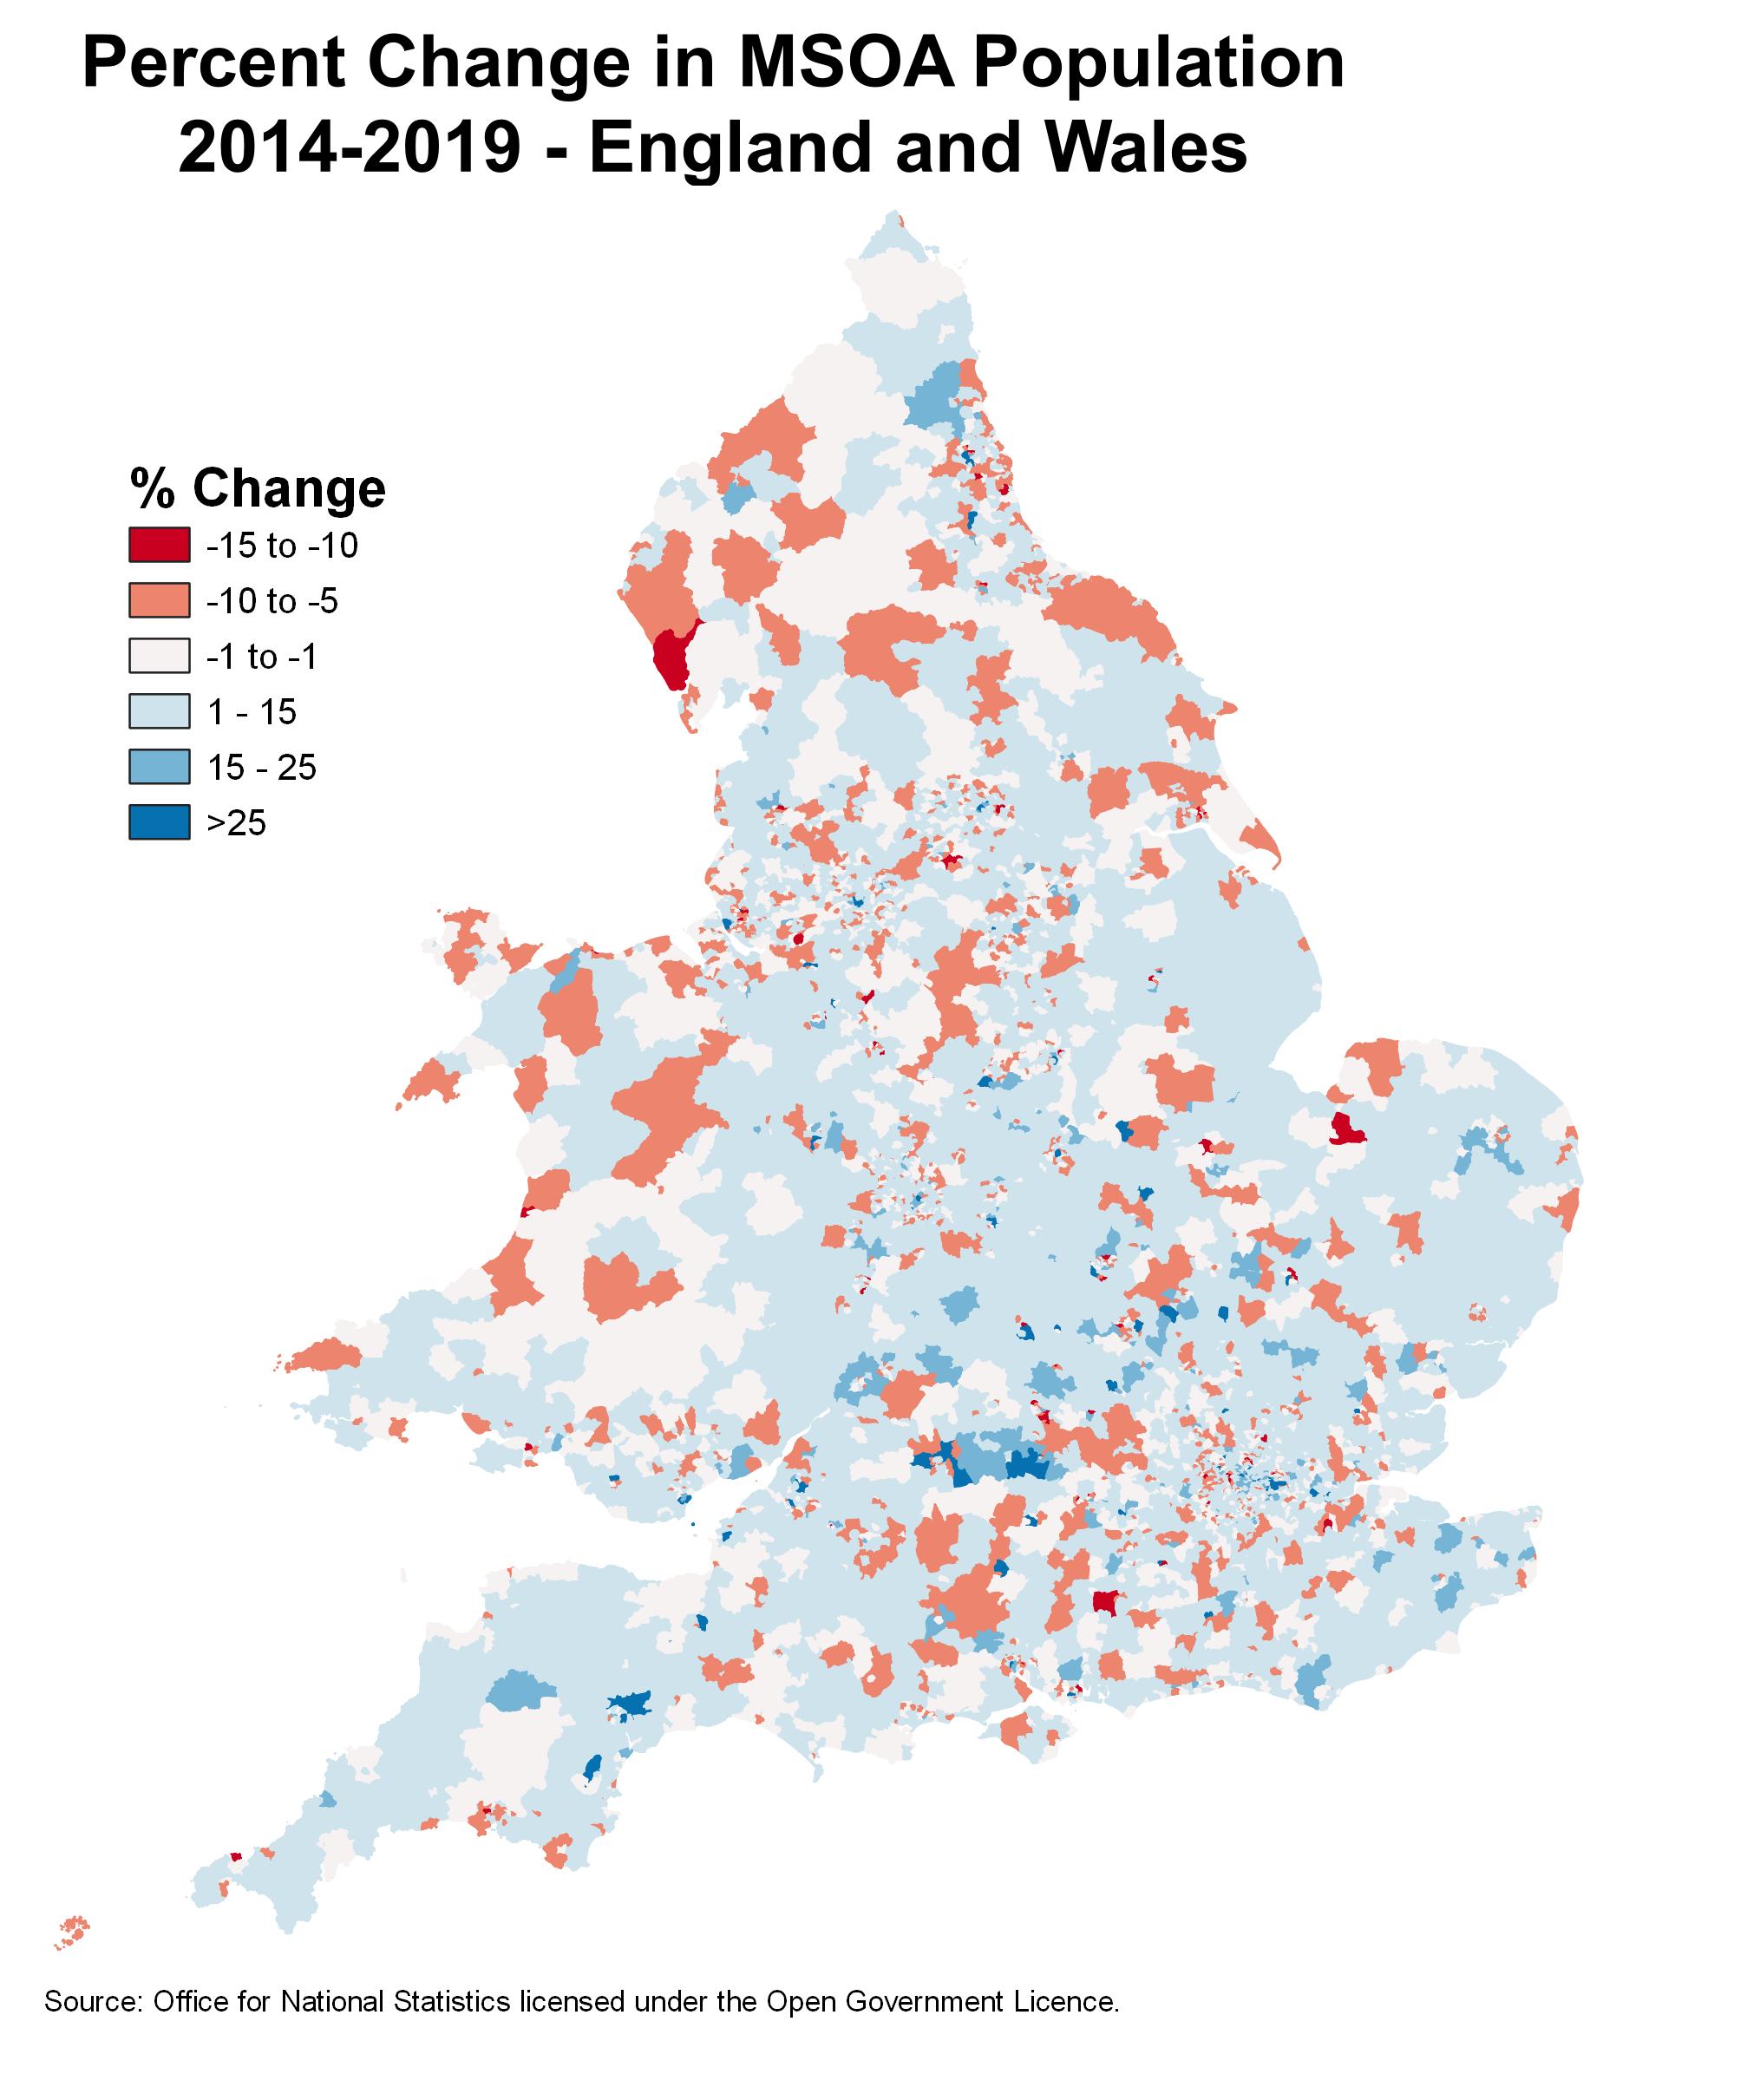 Percent Change in MSOA Population
2014-2019 - England and Wales
% Change
-15 to -10
-10 to -5
-1 to -1
1 - 15
15 - 25
>25
Source: Office for National Statistics licensed under the Open Government Licence.